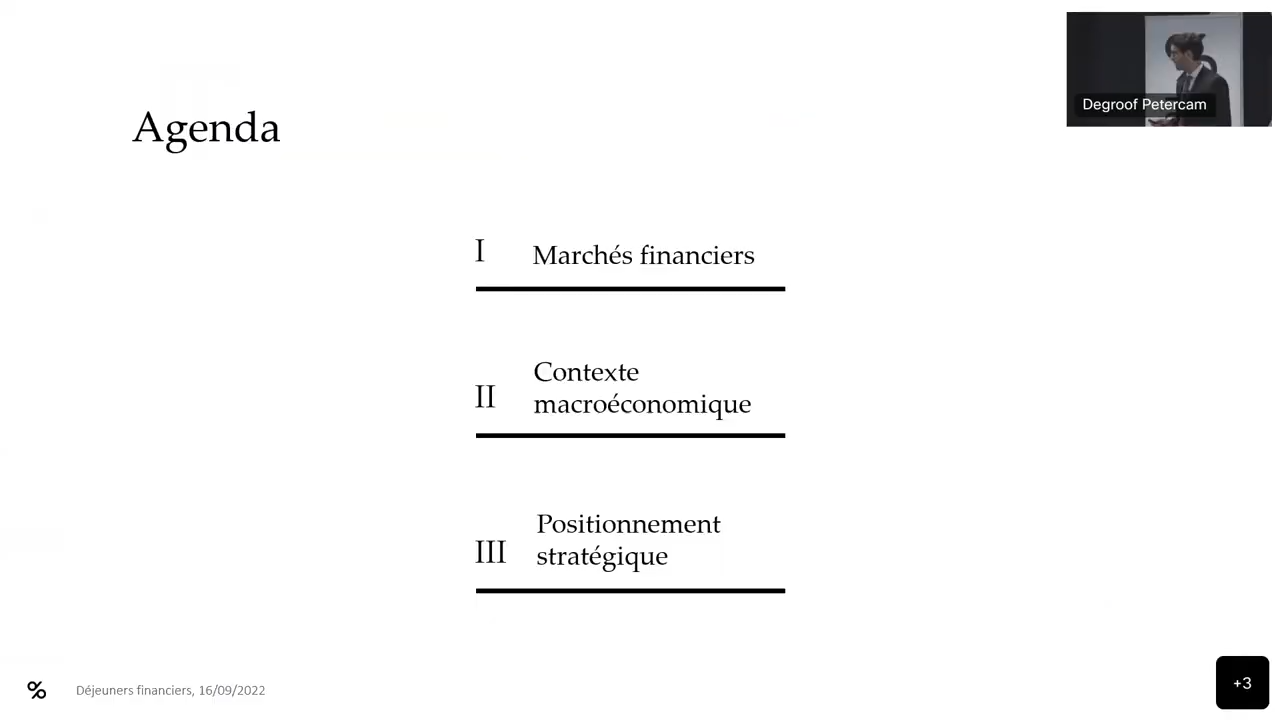 Degroof Petercam
Agenda
I Marchés financiers
II Contexte
macroéconomique
III Positionnement
stratégique
Déjeuners financiers, 16/09/2022
+3